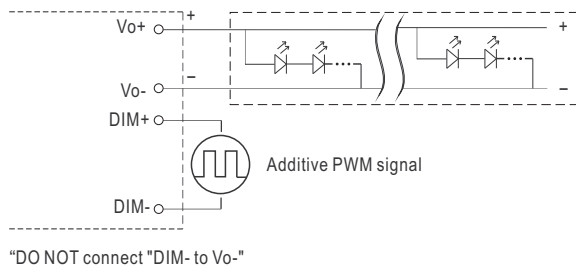 Vo+ + +
Vo- – –
DIM+
Additive PWM signal
DIM-
“DO NOT connect "DIM- to Vo-"